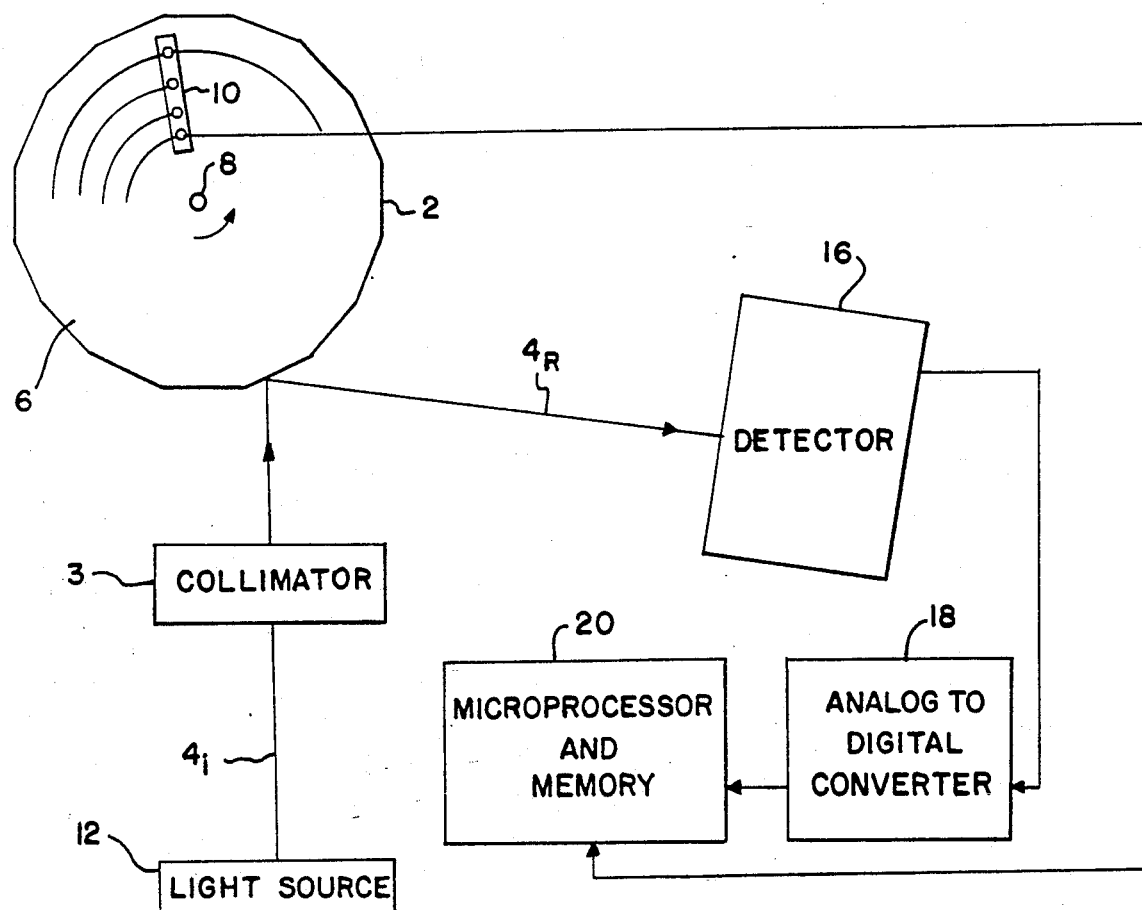 10
8
2
6
16
4R
DETECTOR
3
COLLIMATOR
20
18
MICROPROCESSOR
AND
MEMORY
ANALOG TO
DIGITAL
CONVERTER
4i
12
LIGHT SOURCE